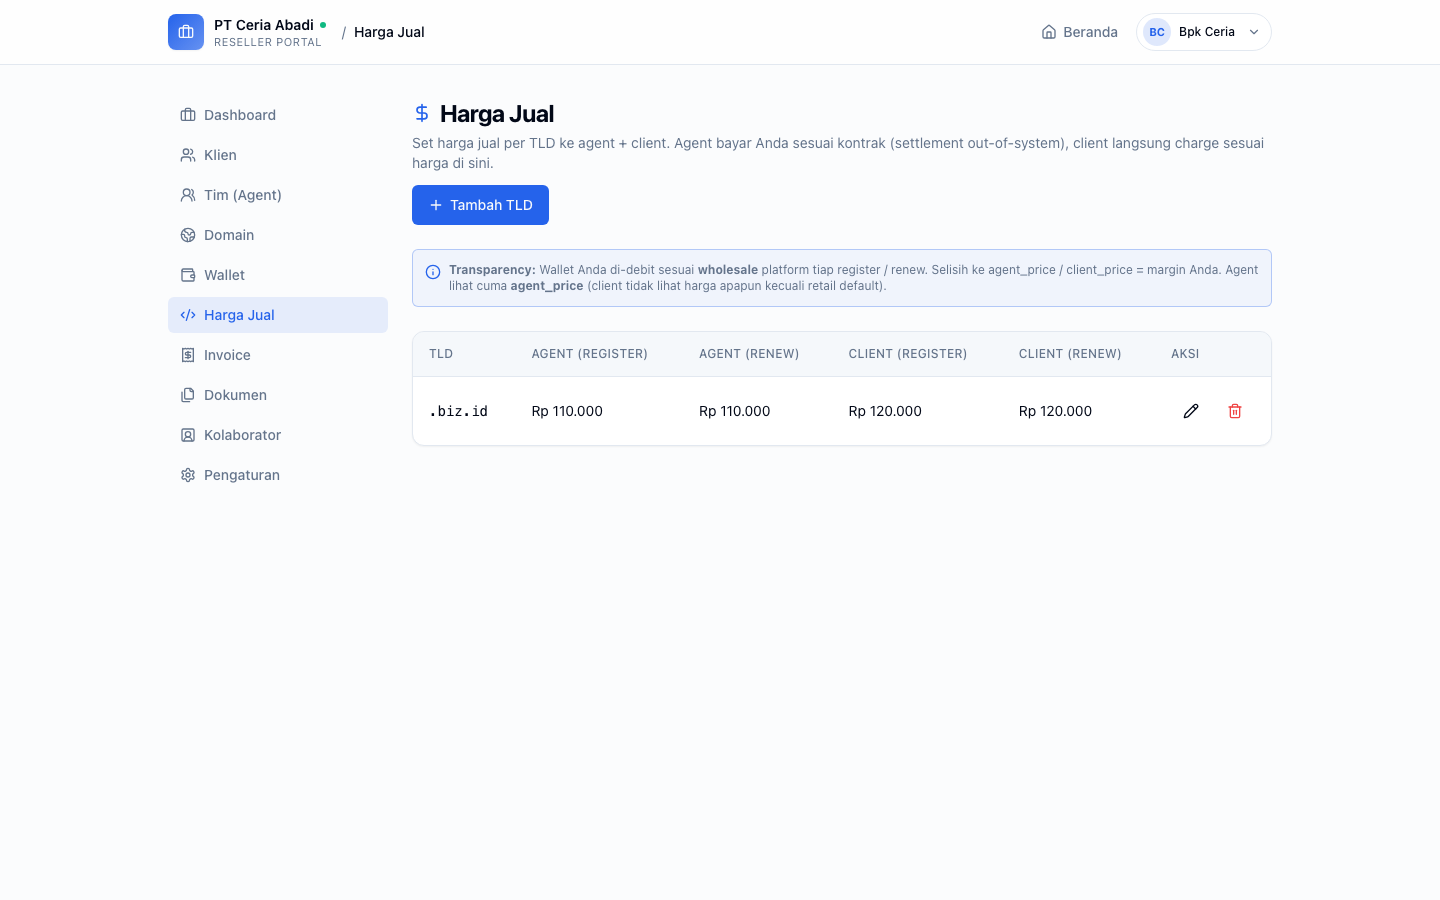 PT Ceria Abadi
RESELLER PORTAL
/ Harga Jual
Beranda
BC Bpk Ceria
Dashboard
Klien
Tim (Agent)
Domain
Wallet
Harga Jual
Invoice
Dokumen
Kolaborator
Pengaturan
Harga Jual
Set harga jual per TLD ke agent + client. Agent bayar Anda sesuai kontrak (settlement out-of-system), client langsung charge sesuai
harga di sini.
Tambah TLD
Transparency: Wallet Anda di-debit sesuai wholesale platform tiap register / renew. Selisih ke agent_price / client_price = margin Anda. Agent
lihat cuma agent_price (client tidak lihat harga apapun kecuali retail default).
TLD AGENT (REGISTER) AGENT (RENEW) CLIENT (REGISTER) CLIENT (RENEW) AKSI
.biz.id Rp 110.000 Rp 110.000 Rp 120.000 Rp 120.000